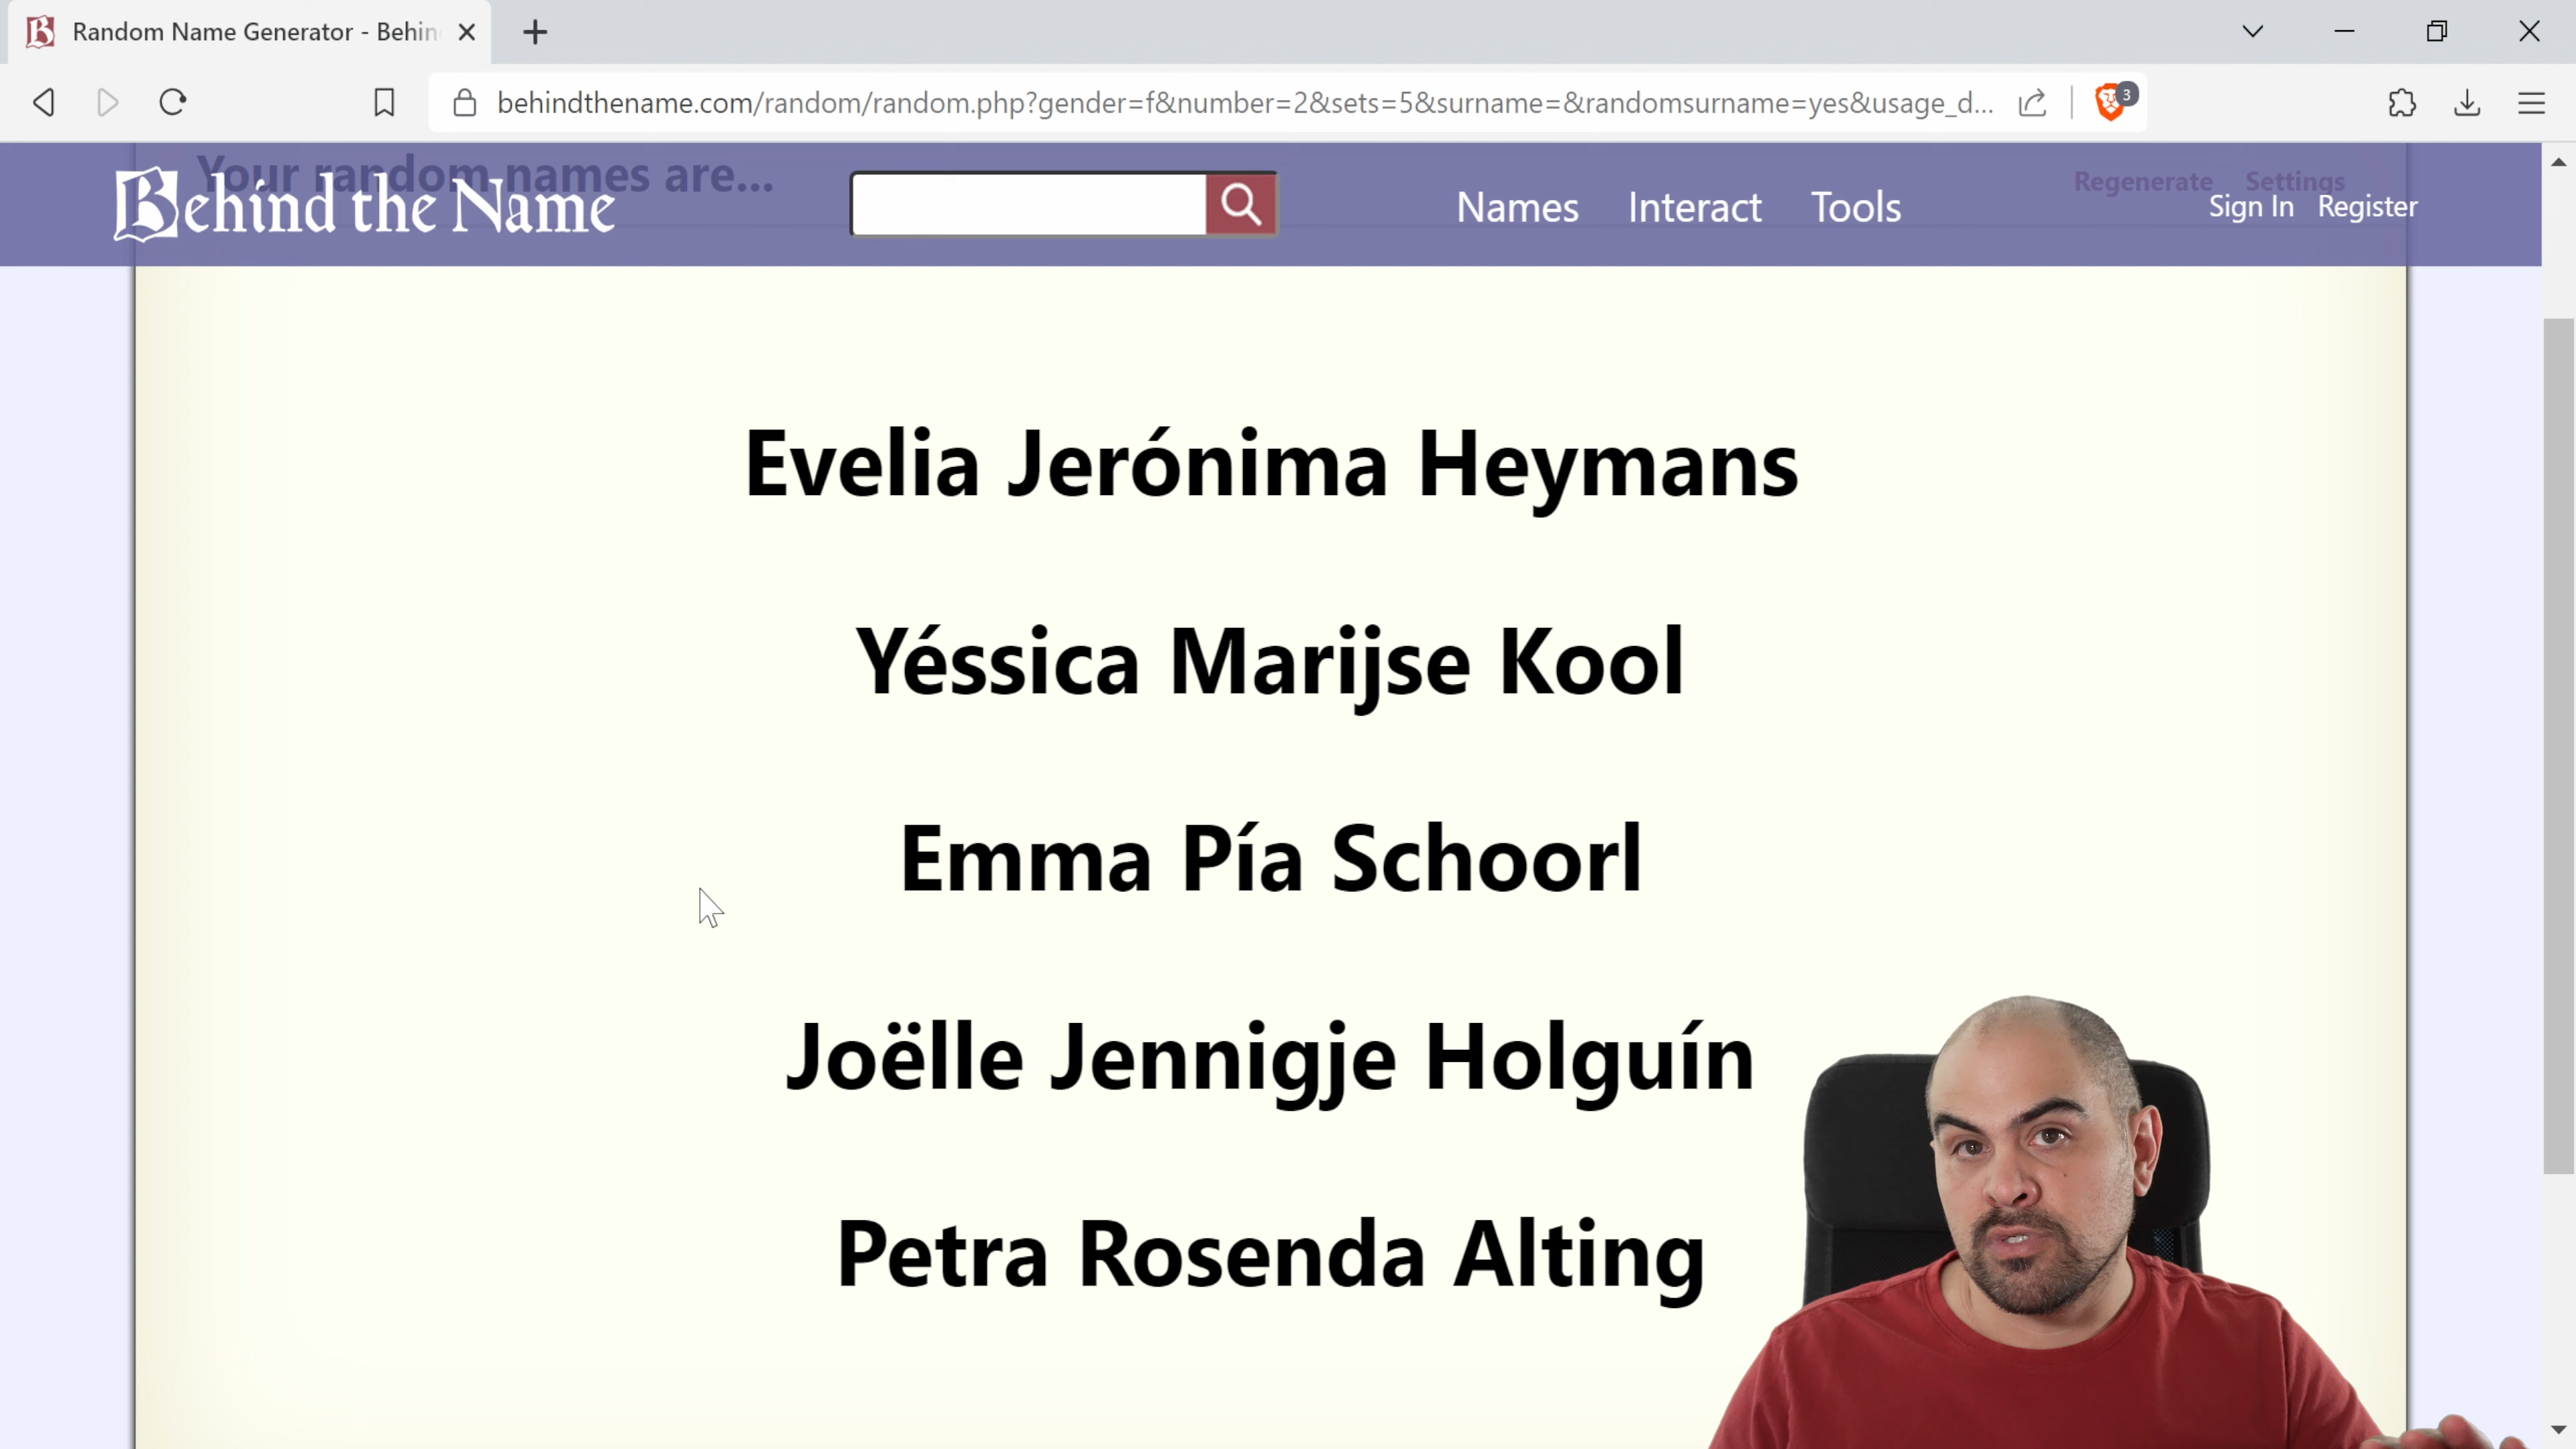 Random Name Generator - Behin
behindthename.com/random/random.php?gender=f&number=2&sets=5&surname=&randomsurname=yes&usage_d...
3
Your random names are...
Regenerate Settings
Behind the Name
Names Interact Tools
Sign In Register
Evelia Jerónima Heymans
Yéssica Marijse Kool
Emma Pía Schoorl
Joëlle Jennigje Holguín
Petra Rosenda Alting